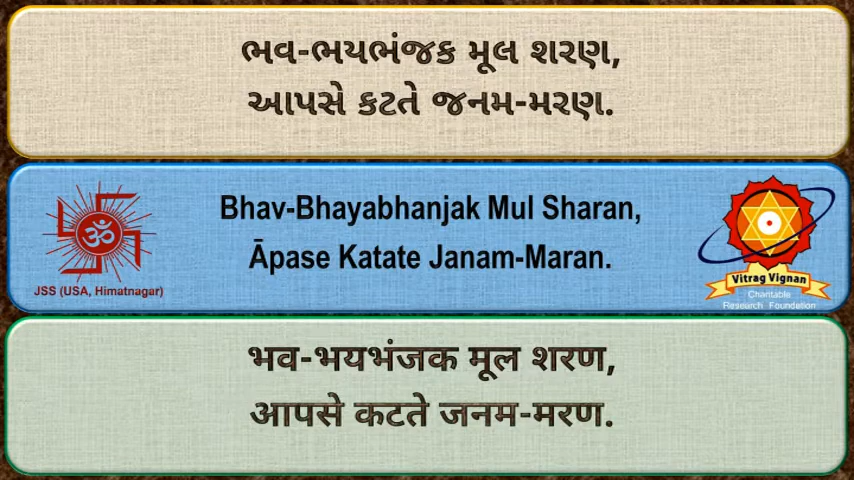 ભવ-ભયભંજક મૂલ શરણ,
આપસે કટતે જનમ-મરણ.
Bhav-Bhayabhanjak Mul Sharan,
Āpase Katate Janam-Maran.
ॐ
JSS (USA, Himatnagar)
Vitrag Vignan
Charitable
Research Foundation
भव-भयभंजक मूल शरण,
आपसे कटते जनम-मरण.